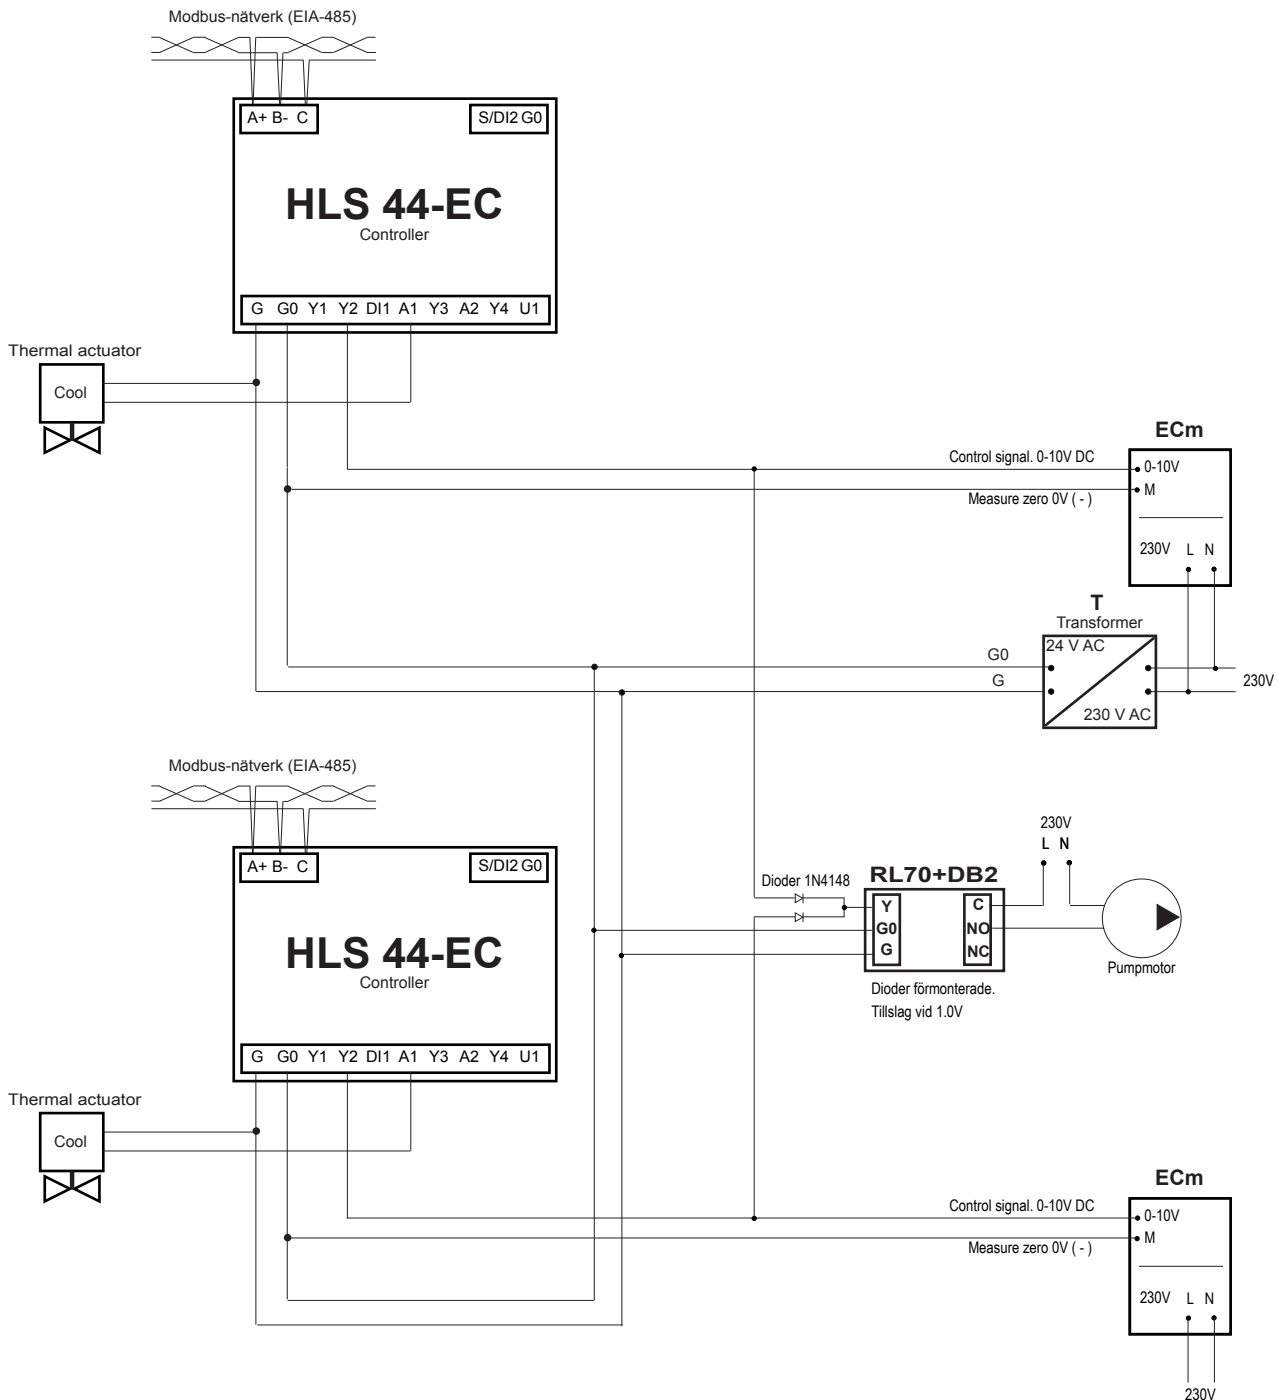 Modbus-nätverk (EIA-485)
A+ B- C
S/DI2 G0
HLS 44-EC
Controller
G G0 Y1 Y2 DI1 A1 Y3 A2 Y4 U1
Thermal actuator
Cool
ECm
Control signal. 0-10V DC
0-10V
Measure zero 0V ( - )
M
230V L N
T
Transformer
G0
24 V AC
G
230V
230 V AC
Modbus-nätverk (EIA-485)
A+ B- C
S/DI2 G0
HLS 44-EC
Controller
G G0 Y1 Y2 DI1 A1 Y3 A2 Y4 U1
230V
L N
Dioder 1N4148
RL70+DB2
Y C
G0 NO
G NC
Pumpmotor
Dioder förmonterade.
Tillslag vid 1.0V
Thermal actuator
Cool
ECm
Control signal. 0-10V DC
0-10V
Measure zero 0V ( - )
M
230V L N
230V